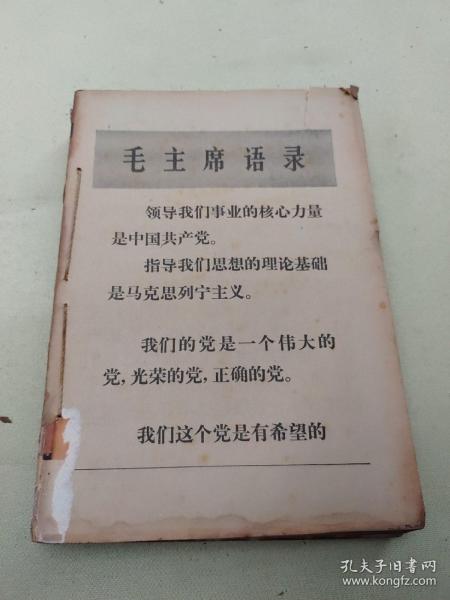 毛主席语录
领导我们事业的核心力量
是中国共产党。
指导我们思想的理论基础
是马克思列宁主义。
我们的党是一个伟大的
党,光荣的党,正确的党。
我们这个党是有希望的
孔夫子旧书网
www.kongfz.com